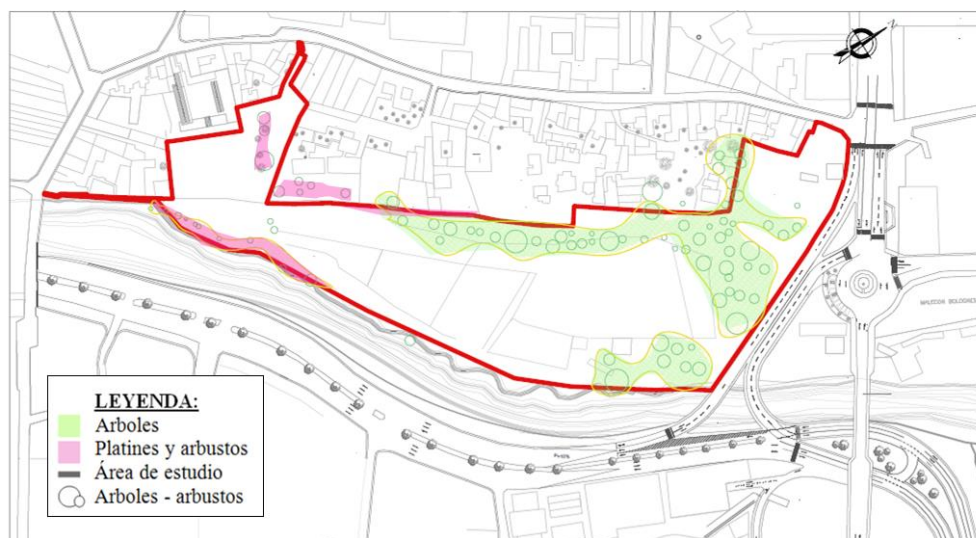 LEYENDA:
Arboles
Platines y arbustos
Área de estudio
Arboles - arbustos